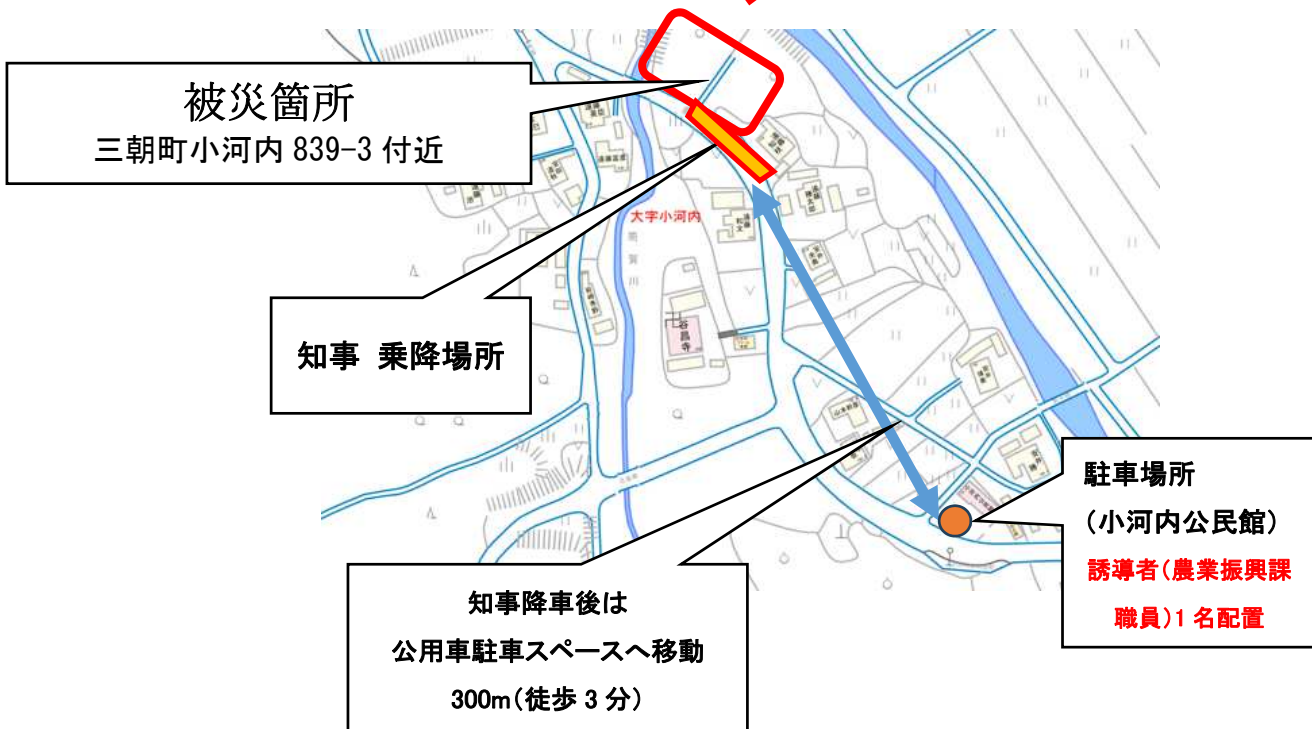 被災箇所
三朝町小河内 839-3 付近
大字小河内
知事 乗降場所
谷昌寺
駐車場所
(小河内公民館)
誘導者(農業振興課
職員)1 名配置
知事降車後は
公用車駐車スペースへ移動
300m(徒歩 3 分)